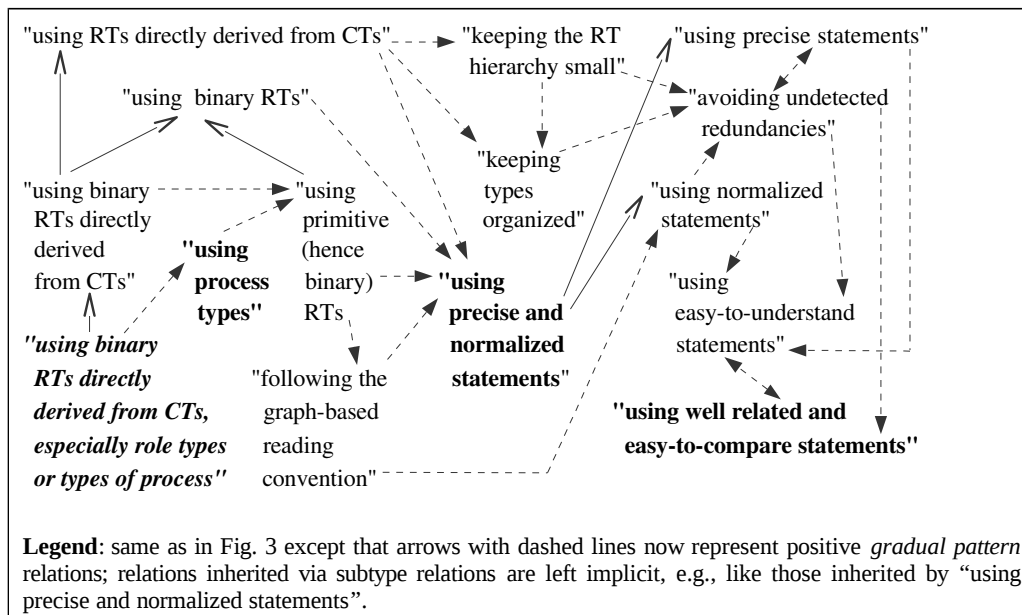 "using RTs directly derived from CTs"
"keeping the RT
hierarchy small"
"using precise statements"
"using  binary RTs"
"avoiding undetected
redundancies"
"keeping
types
organized"
"using binary
RTs directly
derived
from CTs"
"using
primitive
(hence
binary)
RTs
"using normalized
statements"
"using
process
types"
"using
precise and
normalized
statements"
"using
easy-to-understand
statements"
"using binary
RTs directly
derived from CTs,
especially role types
or types of process"
"following the
graph-based
reading
convention"
"using well related and
easy-to-compare statements"
Legend: same as in Fig. 3 except that arrows with dashed lines now represent positive gradual pattern
relations; relations inherited via subtype relations are left implicit, e.g., like those inherited by “using
precise and normalized statements”.